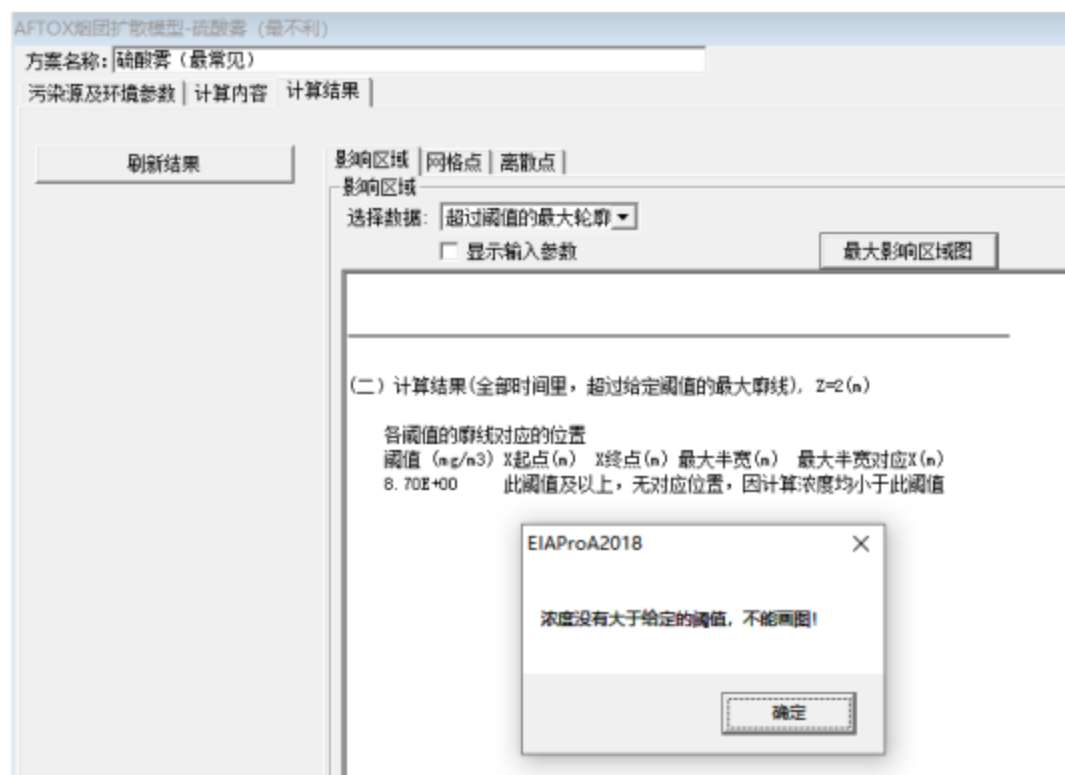 AFTOX烟团扩散模型-硫酸雾（最不利）
方案名称: 硫酸雾（最常见）
污染源及环境参数 计算内容 计算结果
刷新结果
影响区域 网格点 离散点
影响区域
选择数据: 超过阈值的最大轮廓
显示输入参数 最大影响区域图
(二) 计算结果(全部时间里，超过给定阈值的最大廓线), Z=2(m)
各阈值的廓线对应的位置
阈值 (mg/m3) X起点(m) X终点(m) 最大半宽(m) 最大半宽对应X(m)
8.70E+00 此阈值及以上，无对应位置，因计算浓度均小于此阈值
EIAProA2018
浓度没有大于给定的阈值, 不能画图!
确定